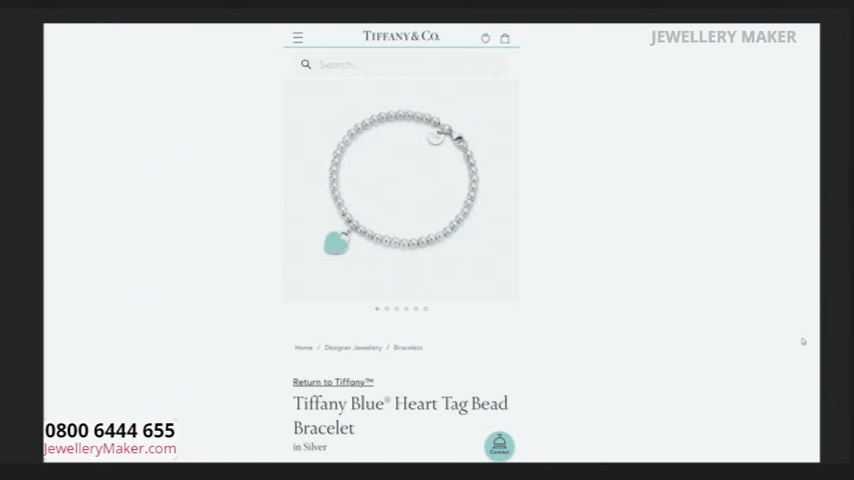 JEWELLERY MAKER
TIFFANY & CO.
Search...
Home / Designer Jewellery / Bracelets
Return to Tiffany™
Tiffany Blue® Heart Tag Bead
Bracelet
in Silver
Contact
0800 6444 655
JewelleryMaker.com